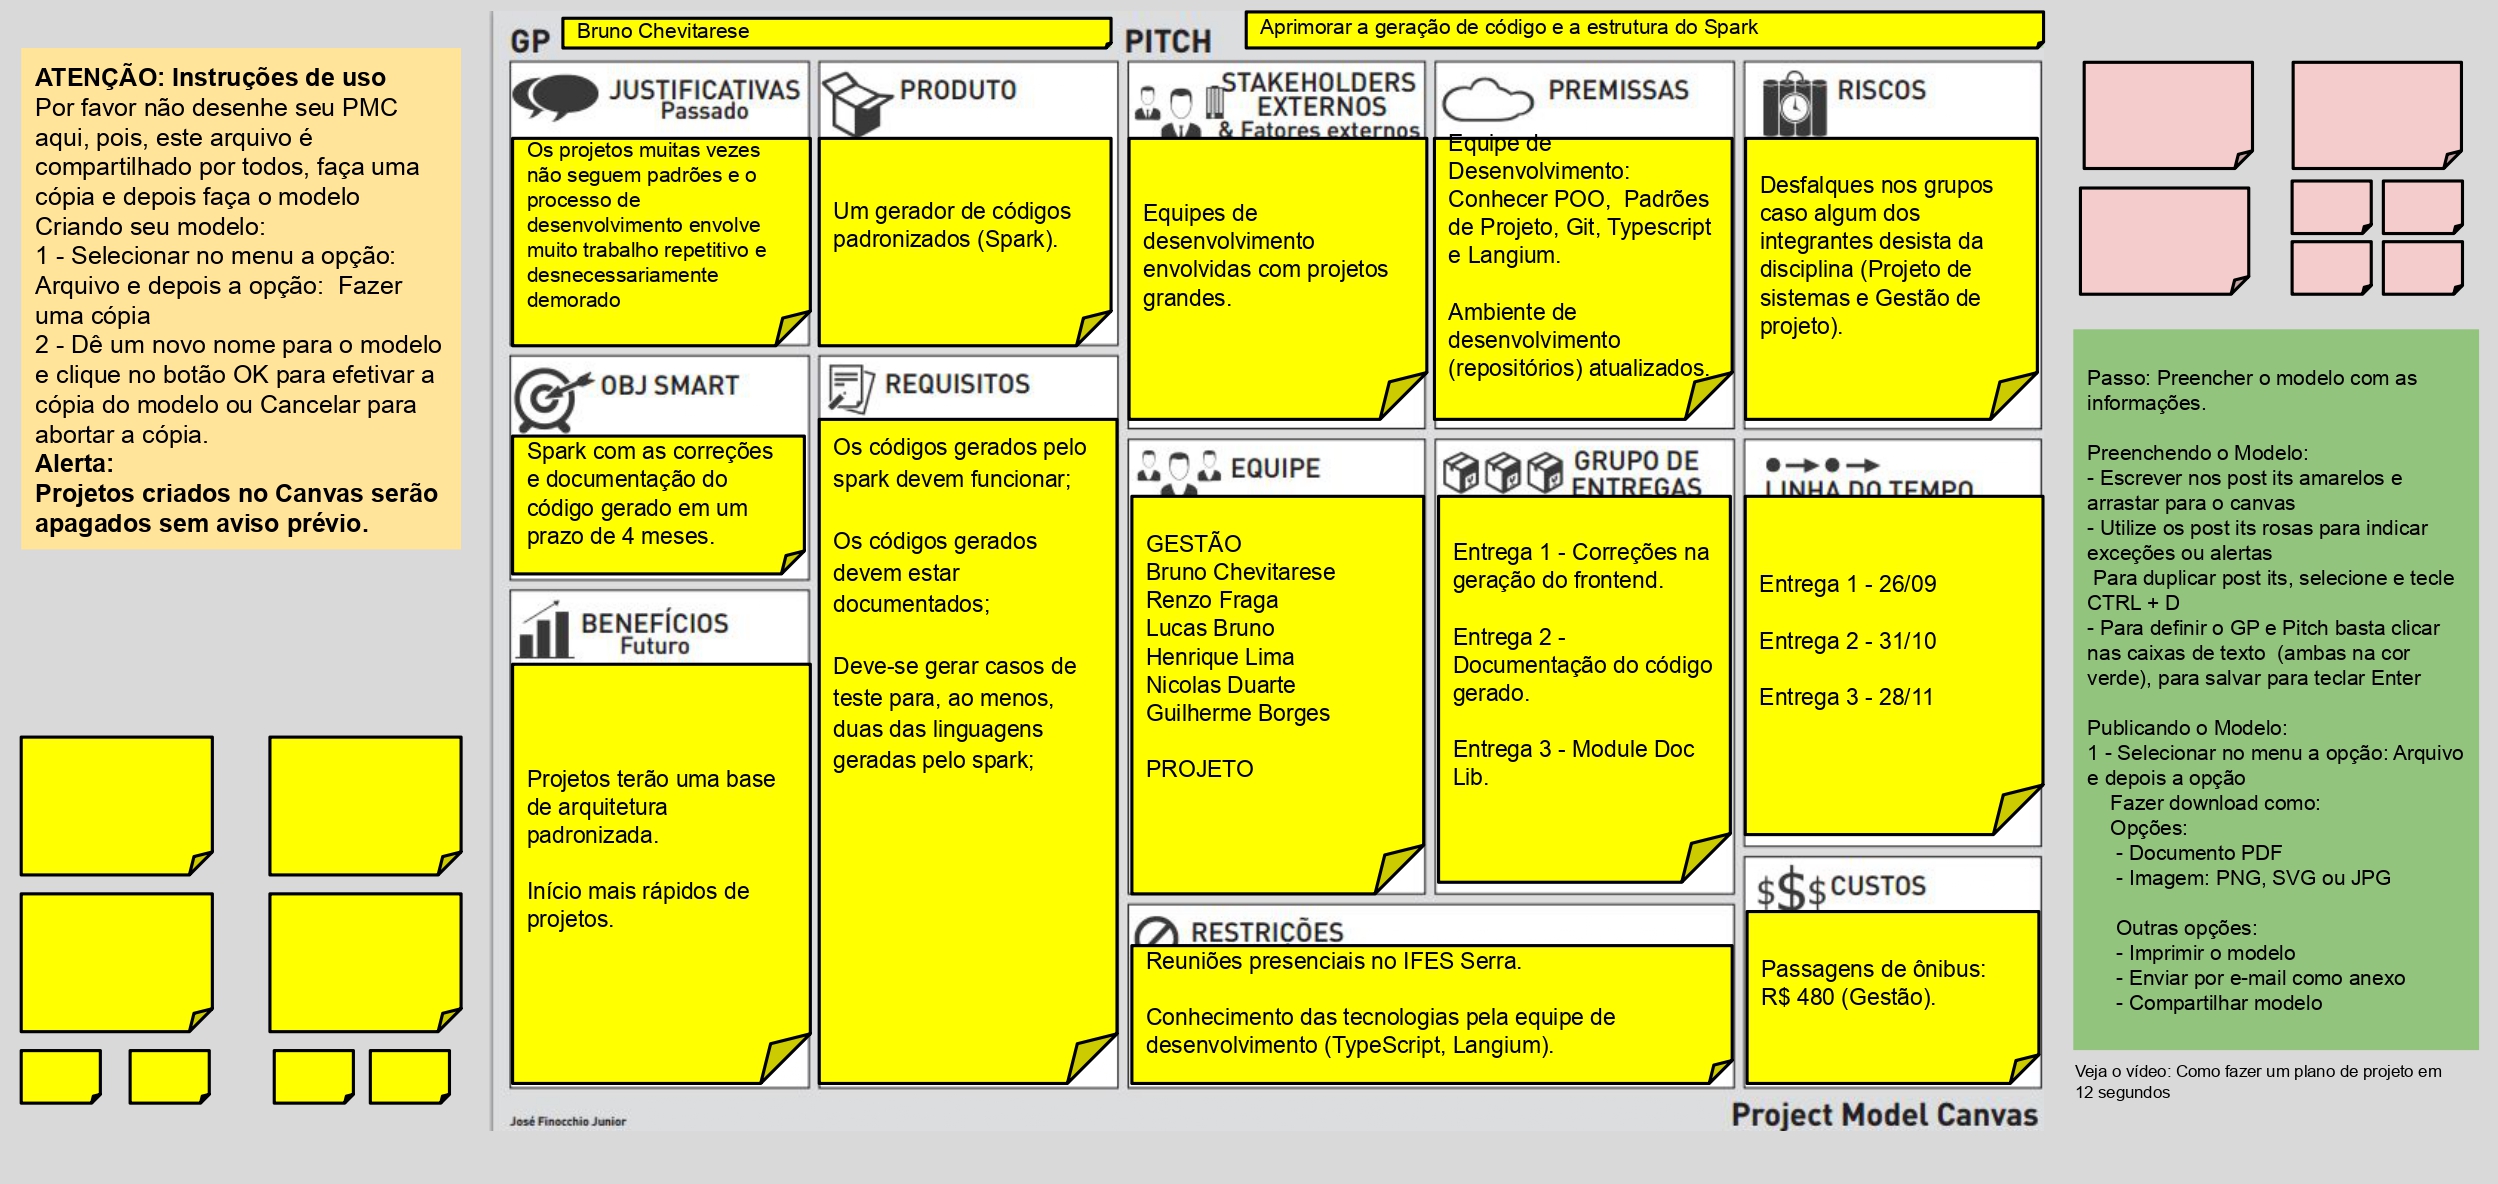 GP
Bruno Chevitarese
PITCH
Aprimorar a geração de código e a estrutura do Spark
ATENÇÃO: Instruções de uso
Por favor não desenhe seu PMC
aqui, pois, este arquivo é
compartilhado por todos, faça uma
cópia e depois faça o modelo
Criando seu modelo:
1 - Selecionar no menu a opção:
Arquivo e depois a opção:  Fazer
uma cópia
2 - Dê um novo nome para o modelo
e clique no botão OK para efetivar a
cópia do modelo ou Cancelar para
abortar a cópia.
Alerta:
Projetos criados no Canvas serão
apagados sem aviso prévio.
JUSTIFICATIVAS
Passado
Os projetos muitas vezes
não seguem padrões e o
processo de
desenvolvimento envolve
muito trabalho repetitivo e
desnecessariamente
demorado
OBJ SMART
Spark com as correções
e documentação do
código gerado em um
prazo de 4 meses.
BENEFÍCIOS
Futuro
Projetos terão uma base
de arquitetura
padronizada.
Início mais rápidos de
projetos.
PRODUTO
Um gerador de códigos
padronizados (Spark).
REQUISITOS
Os códigos gerados pelo
spark devem funcionar;
Os códigos gerados
devem estar
documentados;
Deve-se gerar casos de
teste para, ao menos,
duas das linguagens
geradas pelo spark;
STAKEHOLDERS
EXTERNOS
& Fatores externos
Equipes de
desenvolvimento
envolvidas com projetos
grandes.
PREMISSAS
Equipe de
Desenvolvimento:
Conhecer POO,  Padrões
de Projeto, Git, Typescript
e Langium.
Ambiente de
desenvolvimento
(repositórios) atualizados.
RISCOS
Desfalques nos grupos
caso algum dos
integrantes desista da
disciplina (Projeto de
sistemas e Gestão de
projeto).
EQUIPE
GESTÃO
Bruno Chevitarese
Renzo Fraga
Lucas Bruno
Henrique Lima
Nicolas Duarte
Guilherme Borges
PROJETO
GRUPO DE
ENTREGAS
Entrega 1 - Correções na
geração do frontend.
Entrega 2 -
Documentação do código
gerado.
Entrega 3 - Module Doc
Lib.
LINHA DO TEMPO
Entrega 1 - 26/09
Entrega 2 - 31/10
Entrega 3 - 28/11
RESTRIÇÕES
Reuniões presenciais no IFES Serra.
Conhecimento das tecnologias pela equipe de
desenvolvimento (TypeScript, Langium).
$$$ CUSTOS
Passagens de ônibus:
R$ 480 (Gestão).
José Finocchio Junior
Project Model Canvas
Passo: Preencher o modelo com as
informações.
Preenchendo o Modelo:
- Escrever nos post its amarelos e
arrastar para o canvas
- Utilize os post its rosas para indicar
exceções ou alertas
Para duplicar post its, selecione e tecle
CTRL + D
- Para definir o GP e Pitch basta clicar
nas caixas de texto  (ambas na cor
verde), para salvar para teclar Enter
Publicando o Modelo:
1 - Selecionar no menu a opção: Arquivo
e depois a opção
Fazer download como:
Opções:
- Documento PDF
- Imagem: PNG, SVG ou JPG
Outras opções:
- Imprimir o modelo
- Enviar por e-mail como anexo
- Compartilhar modelo
Veja o vídeo: Como fazer um plano de projeto em
12 segundos